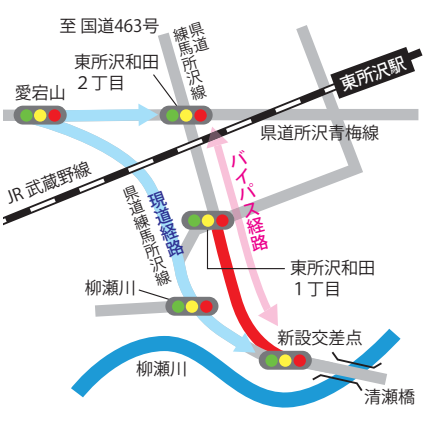 至 国道463号
県道
練馬所沢線
東所沢和田
２丁目
愛宕山
東所沢駅
県道所沢青梅線
JR 武蔵野線
バイパス経路
現道経路
県道練馬所沢線
東所沢和田
１丁目
柳瀬川
新設交差点
柳瀬川
清瀬橋